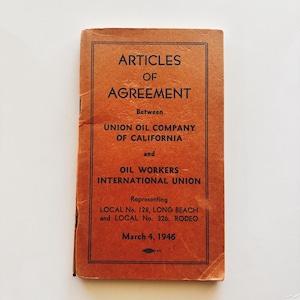 ARTICLES
OF
AGREEMENT
Between
UNION OIL COMPANY
OF CALIFORNIA
and
OIL WORKERS
INTERNATIONAL UNION
Representing
LOCAL No. 128, LONG BEACH
and LOCAL No. 326, RODEO
March 4, 1946